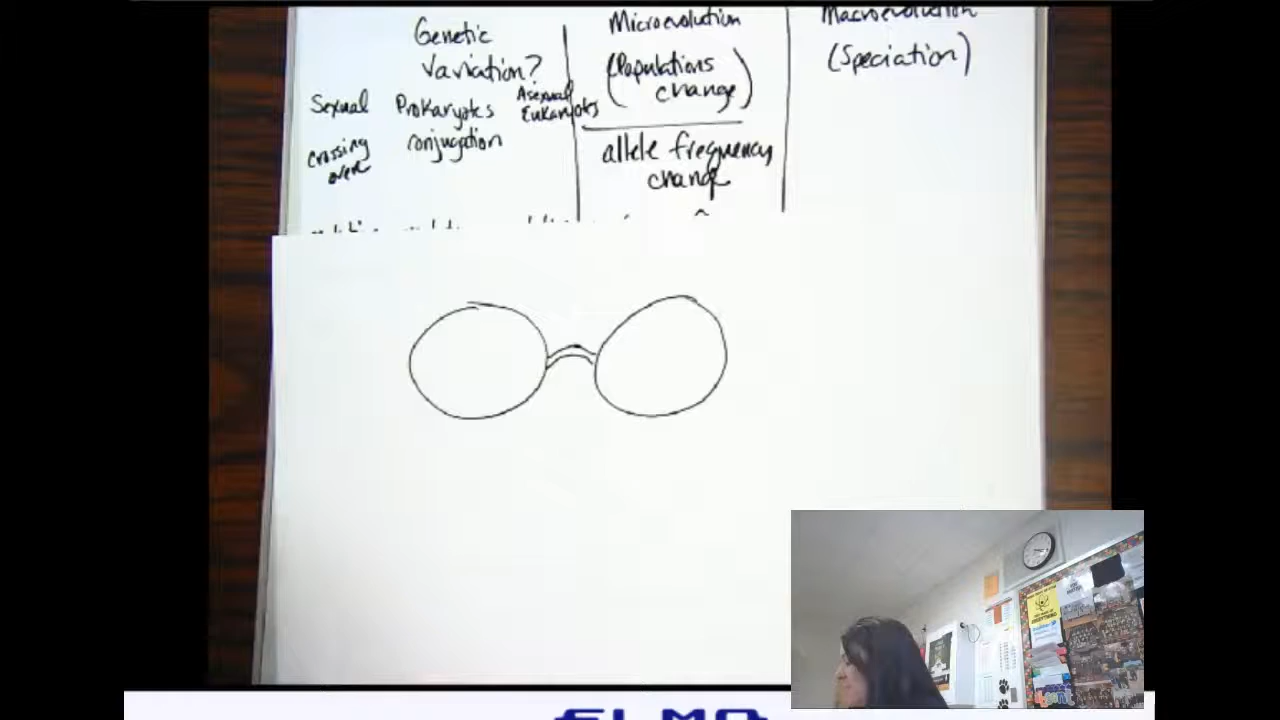 Genetic
Variation?
Sexual
Prokaryotes
Asexual
Eukaryotes
crossing
over
conjugation
Microevolution
(Populations
change)
allele frequency
change
Macroevolution
(Speciation)
ELMO